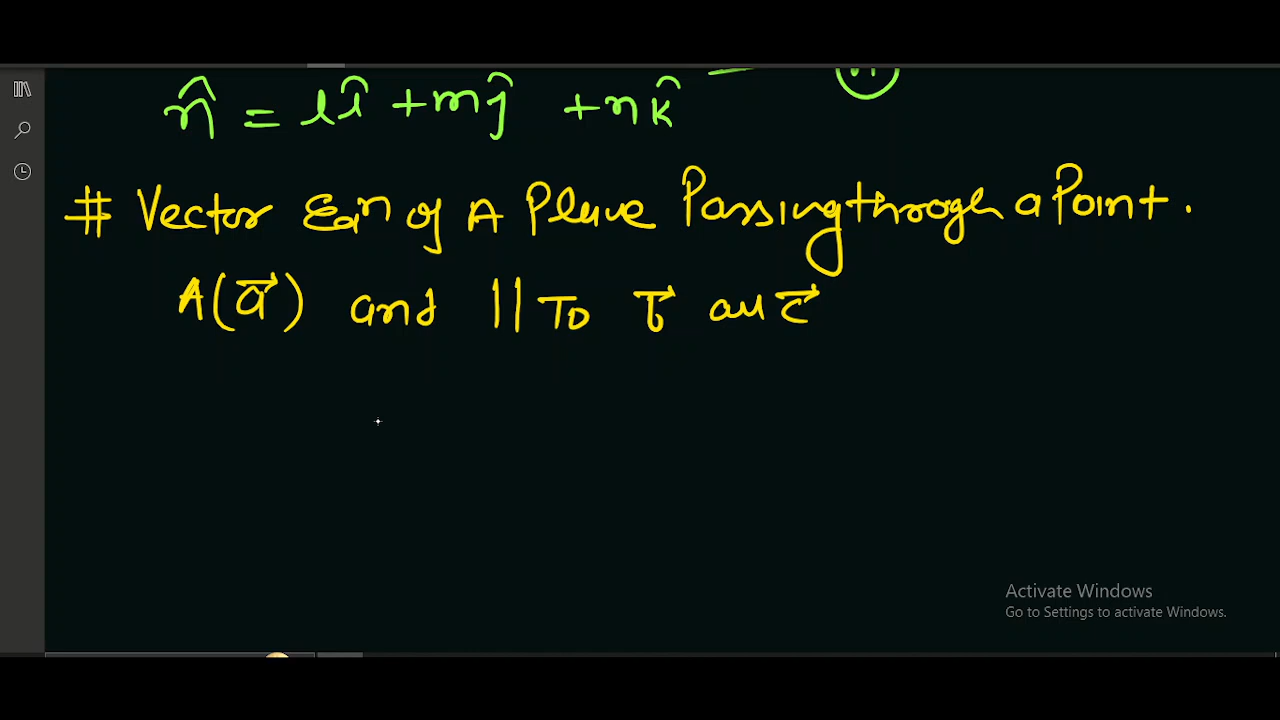 n̂ = lî + mĵ + nk̂
# Vector Eqn of A Plane Passing through a Point.
A(a⃗) and || To b⃗ an c⃗
Activate Windows
Go to Settings to activate Windows.